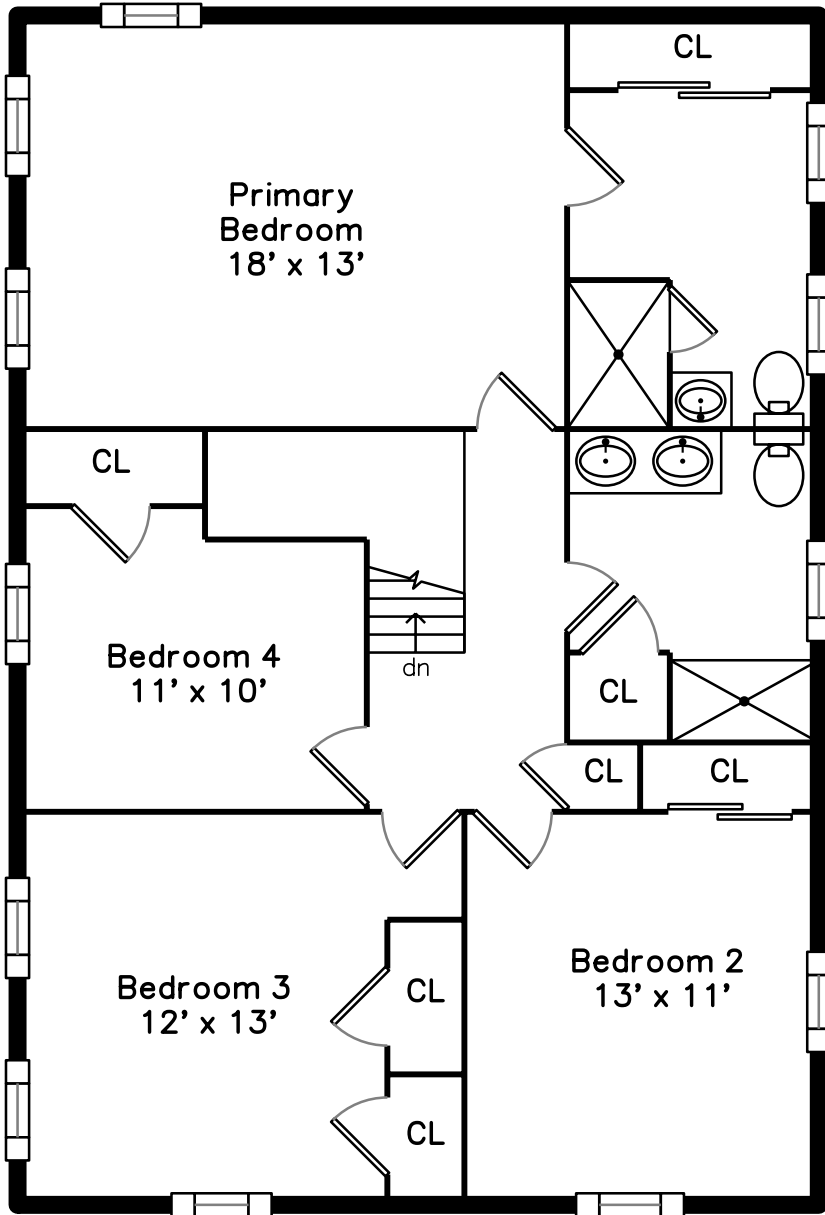 CL
Primary
Bedroom
18' x 13'
CL
Bedroom 4
11' x 10'
dn
CL
CL
CL
Bedroom 2
13' x 11'
Bedroom 3
12' x 13'
CL
CL